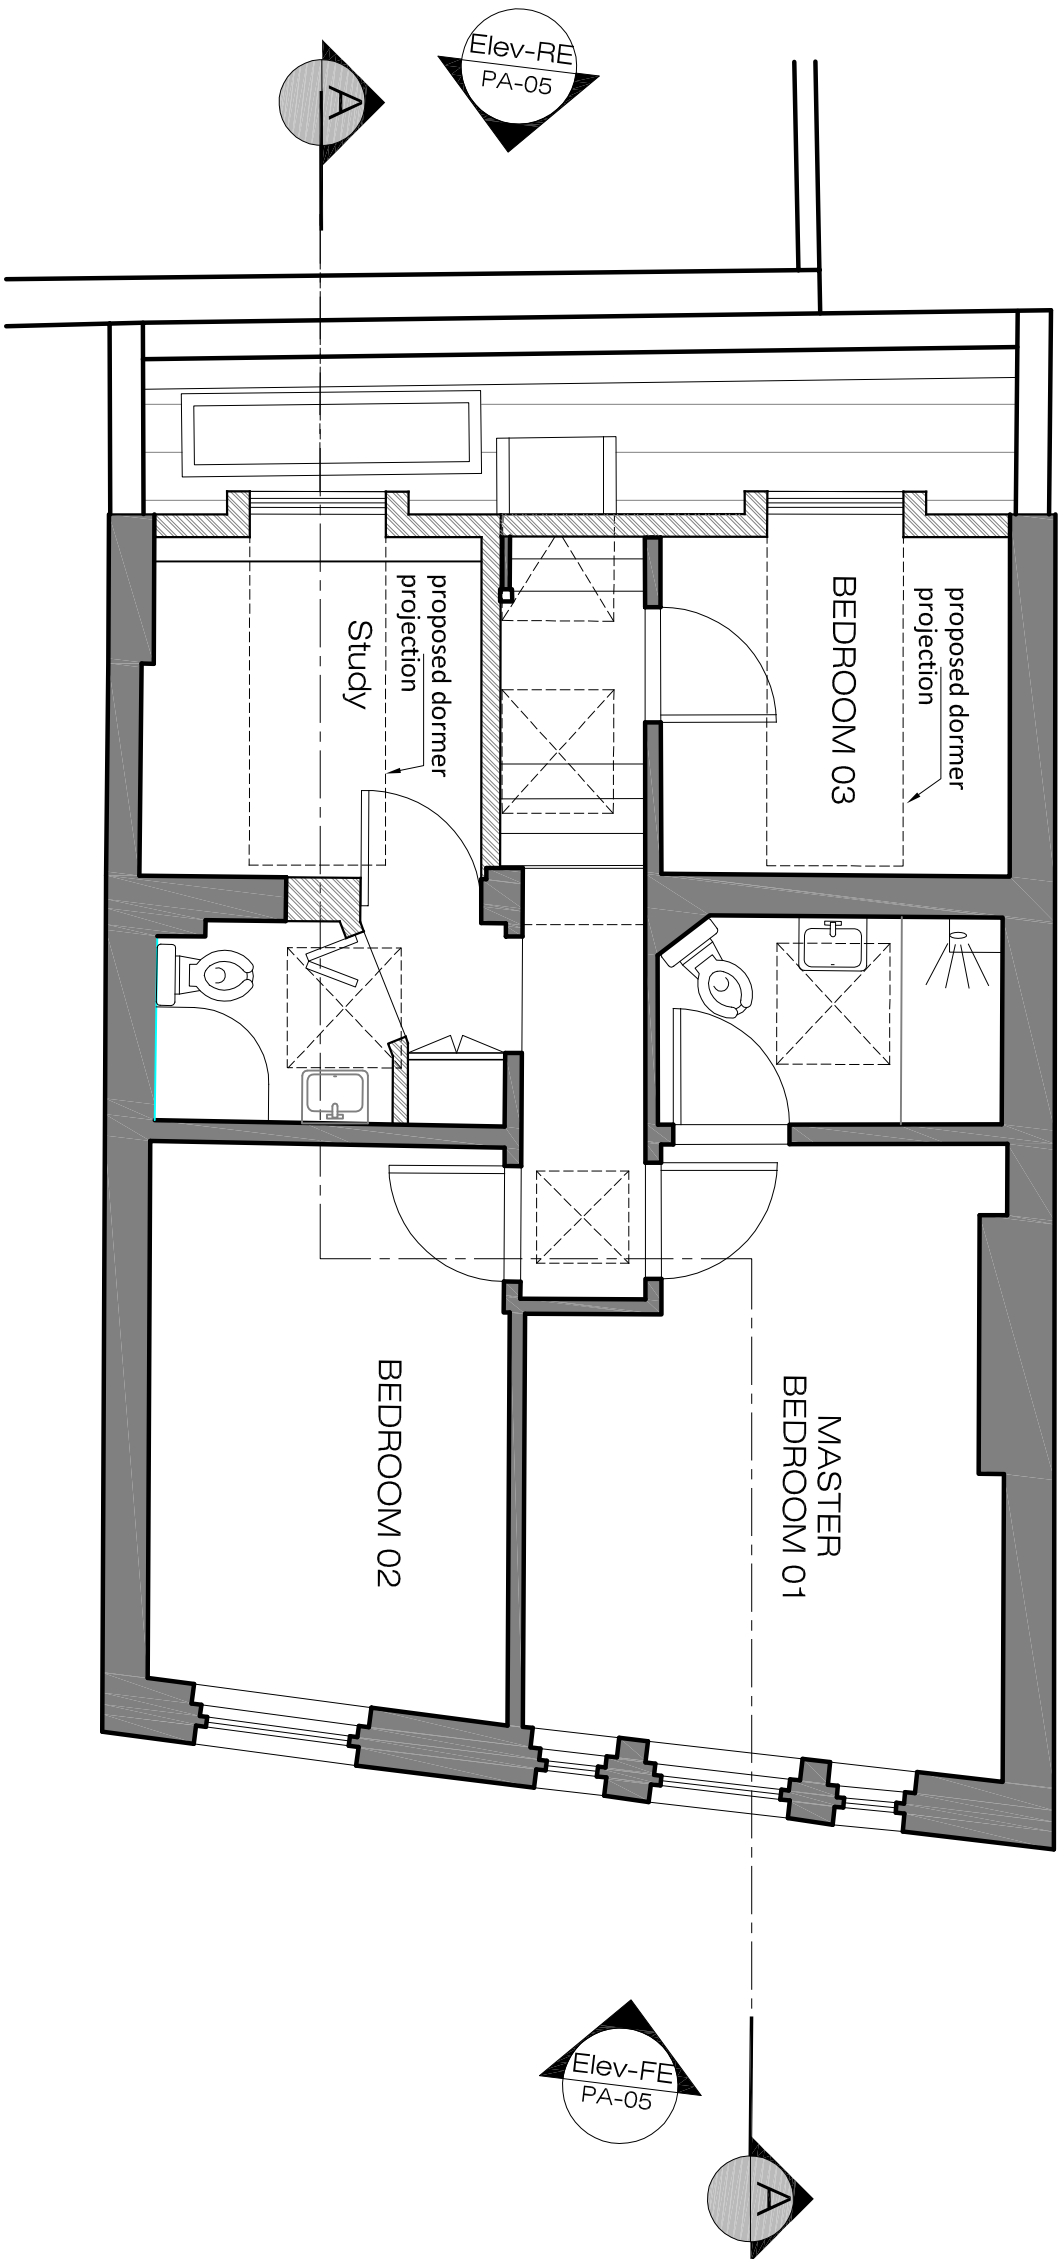 Elev-RE
PA-05
A
proposed dormer
projection
BEDROOM 03
proposed dormer
projection
Study
MASTER
BEDROOM 01
BEDROOM 02
Elev-FE
PA-05
A